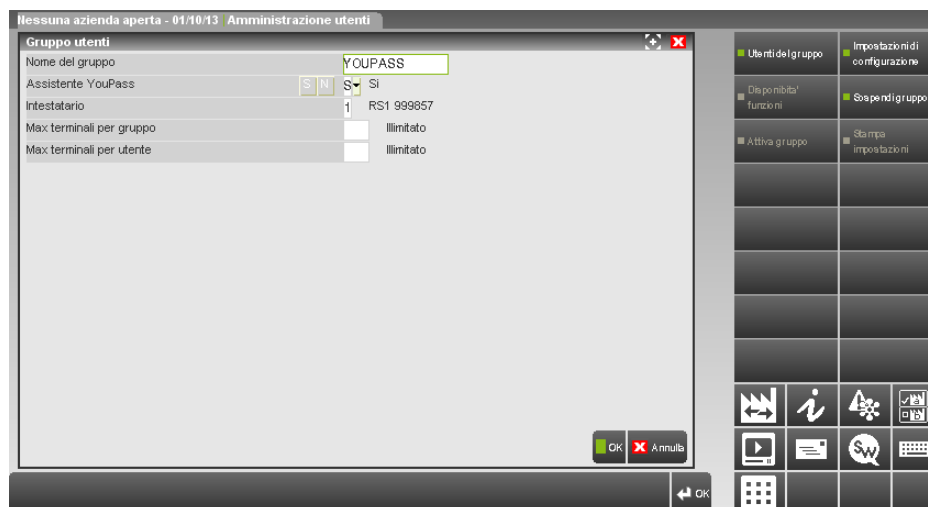 Nessuna azienda aperta - 01/10/13 Amministrazione utenti
Gruppo utenti
Nome del gruppo YOUPASS
Assistente YouPass S N S Si
Intestatario 1 RS1 999857
Max terminali per gruppo Illimitato
Max terminali per utente Illimitato
OK Annulla
OK
Utenti del gruppo
Impostazioni di
configurazione
Disponibita'
funzioni
Sospendi gruppo
Attiva gruppo
Stampa
impostazioni
i
a
b
SW